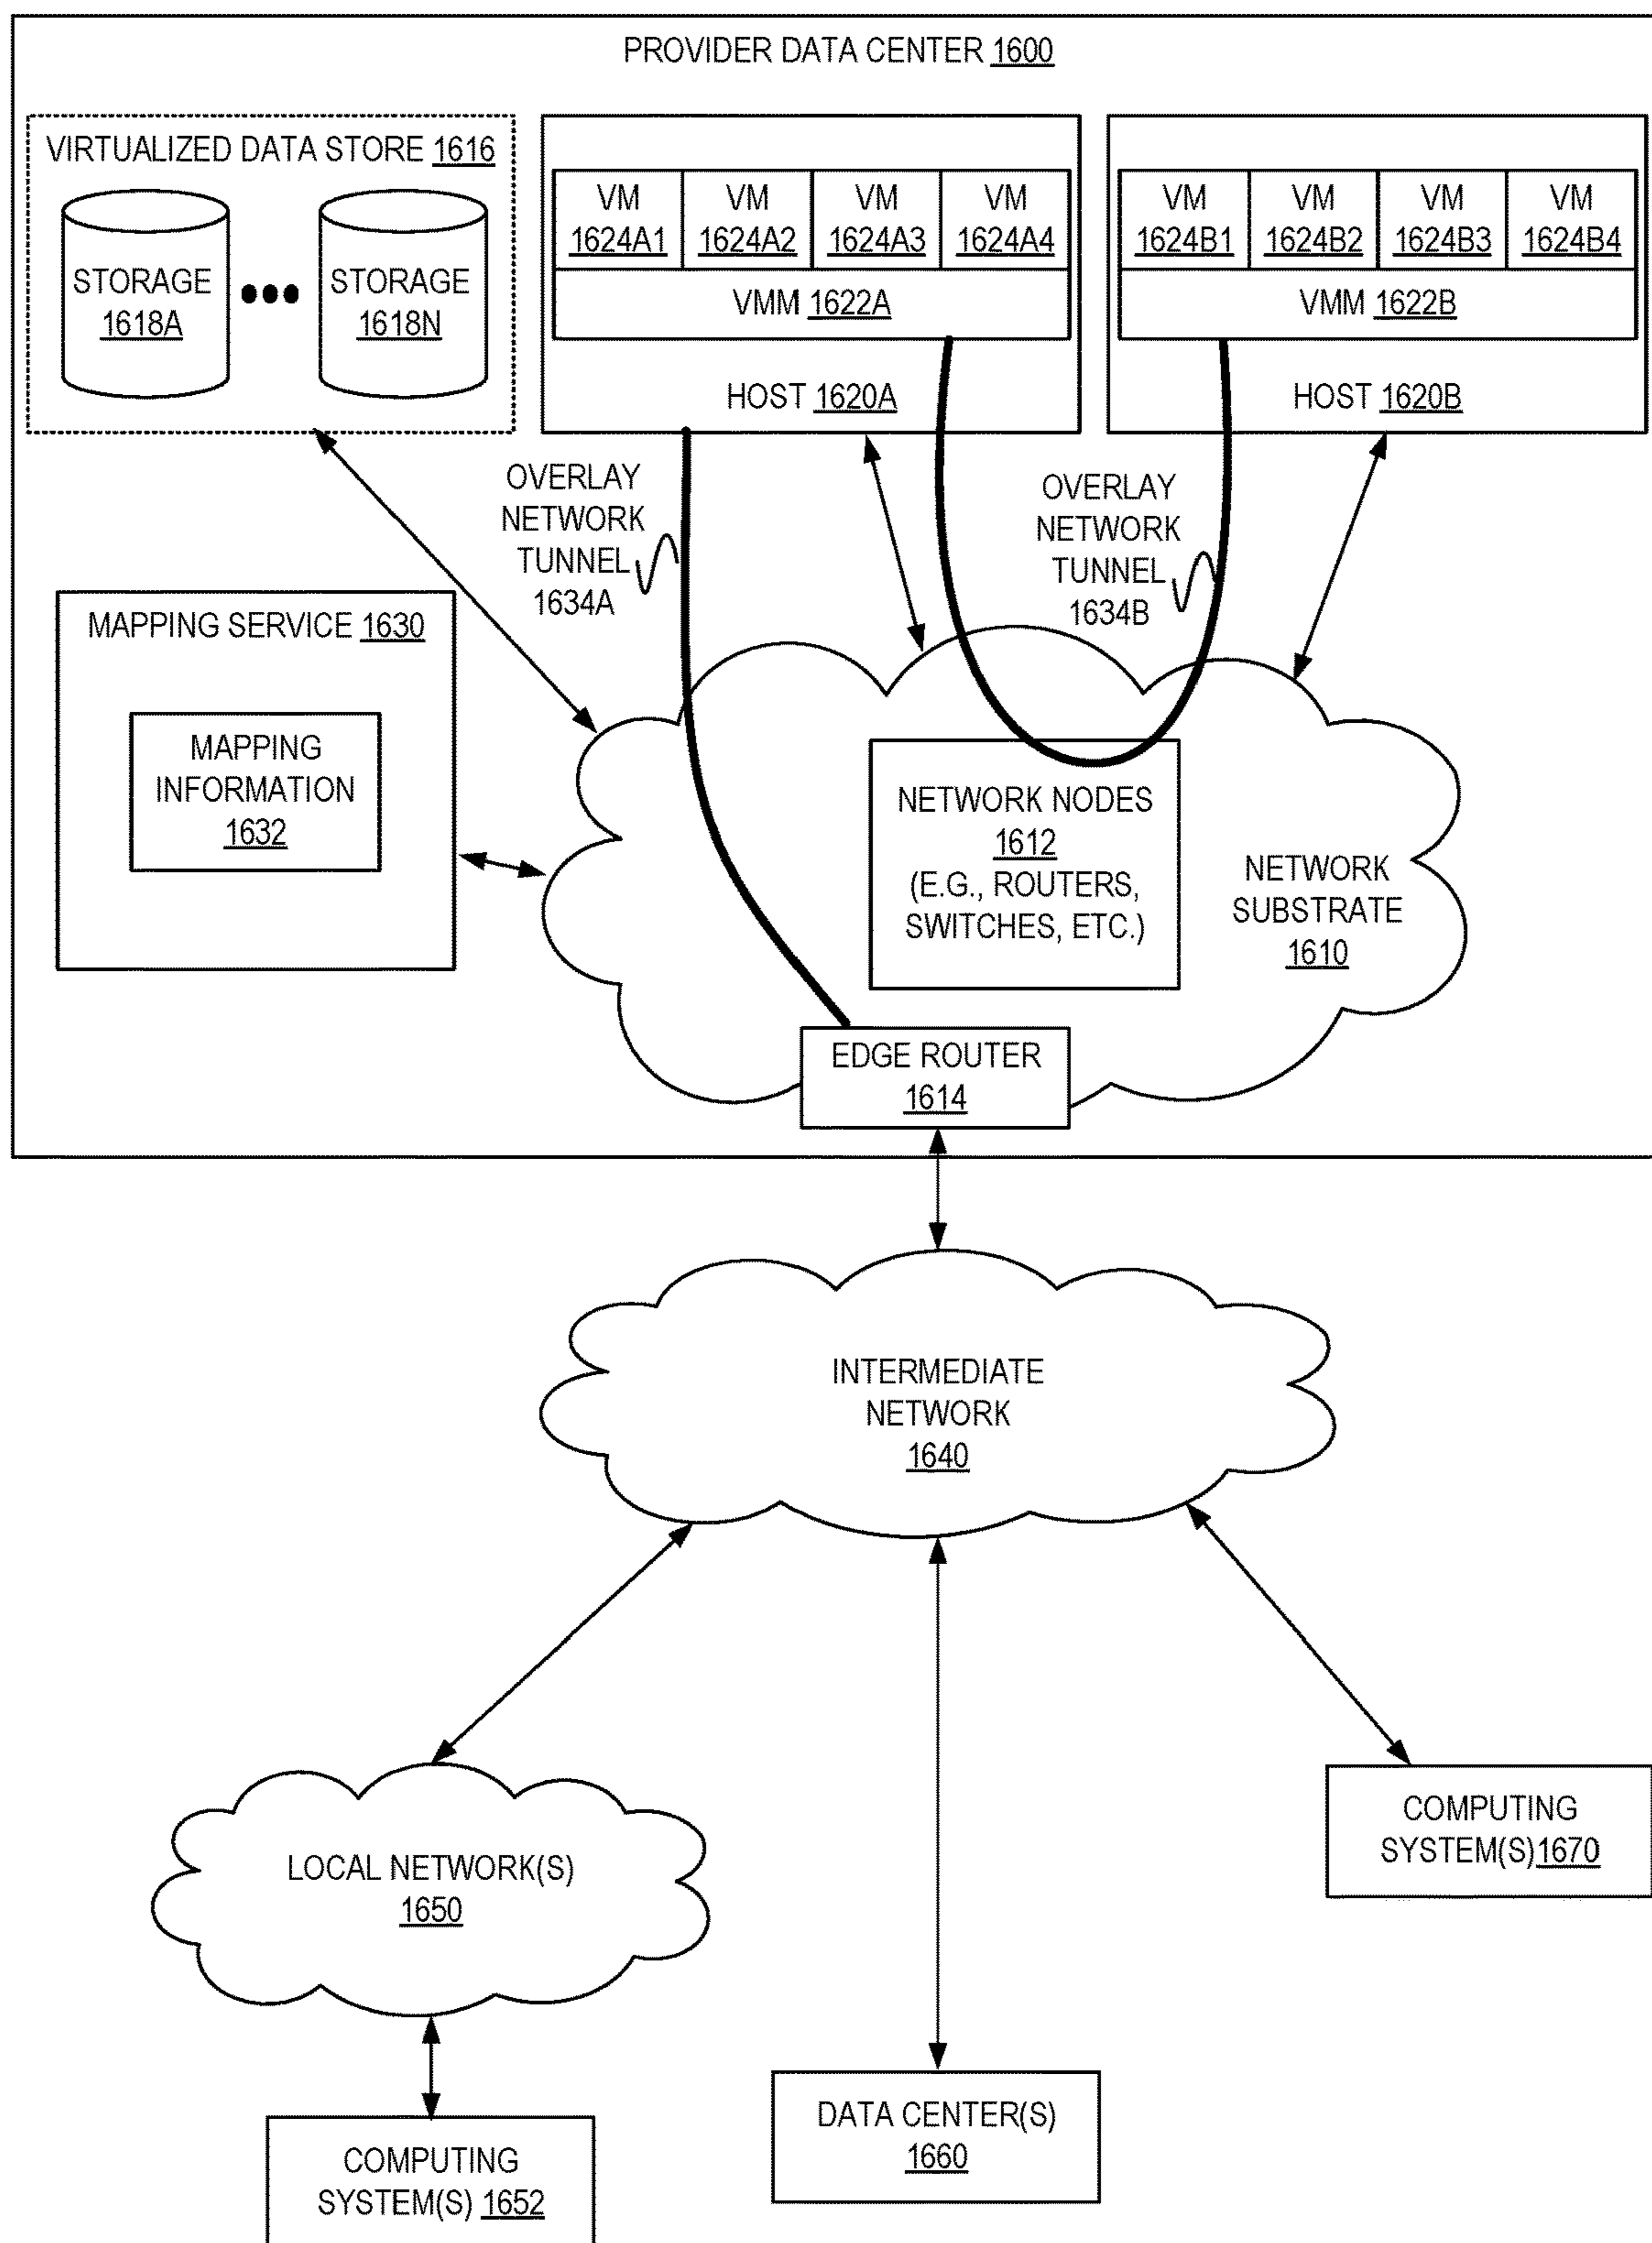 PROVIDER DATA CENTER 1600
VIRTUALIZED DATA STORE 1616
STORAGE
1618A
STORAGE
1618N
VM
1624A1
VM
1624A2
VM
1624A3
VM
1624A4
VMM 1622A
HOST 1620A
VM
1624B1
VM
1624B2
VM
1624B3
VM
1624B4
VMM 1622B
HOST 1620B
OVERLAY
NETWORK
TUNNEL
1634A
OVERLAY
NETWORK
TUNNEL
1634B
MAPPING SERVICE 1630
MAPPING
INFORMATION
1632
NETWORK NODES
1612
(E.G., ROUTERS,
SWITCHES, ETC.)
NETWORK
SUBSTRATE
1610
EDGE ROUTER
1614
INTERMEDIATE
NETWORK
1640
LOCAL NETWORK(S)
1650
COMPUTING
SYSTEM(S)1670
DATA CENTER(S)
1660
COMPUTING
SYSTEM(S) 1652